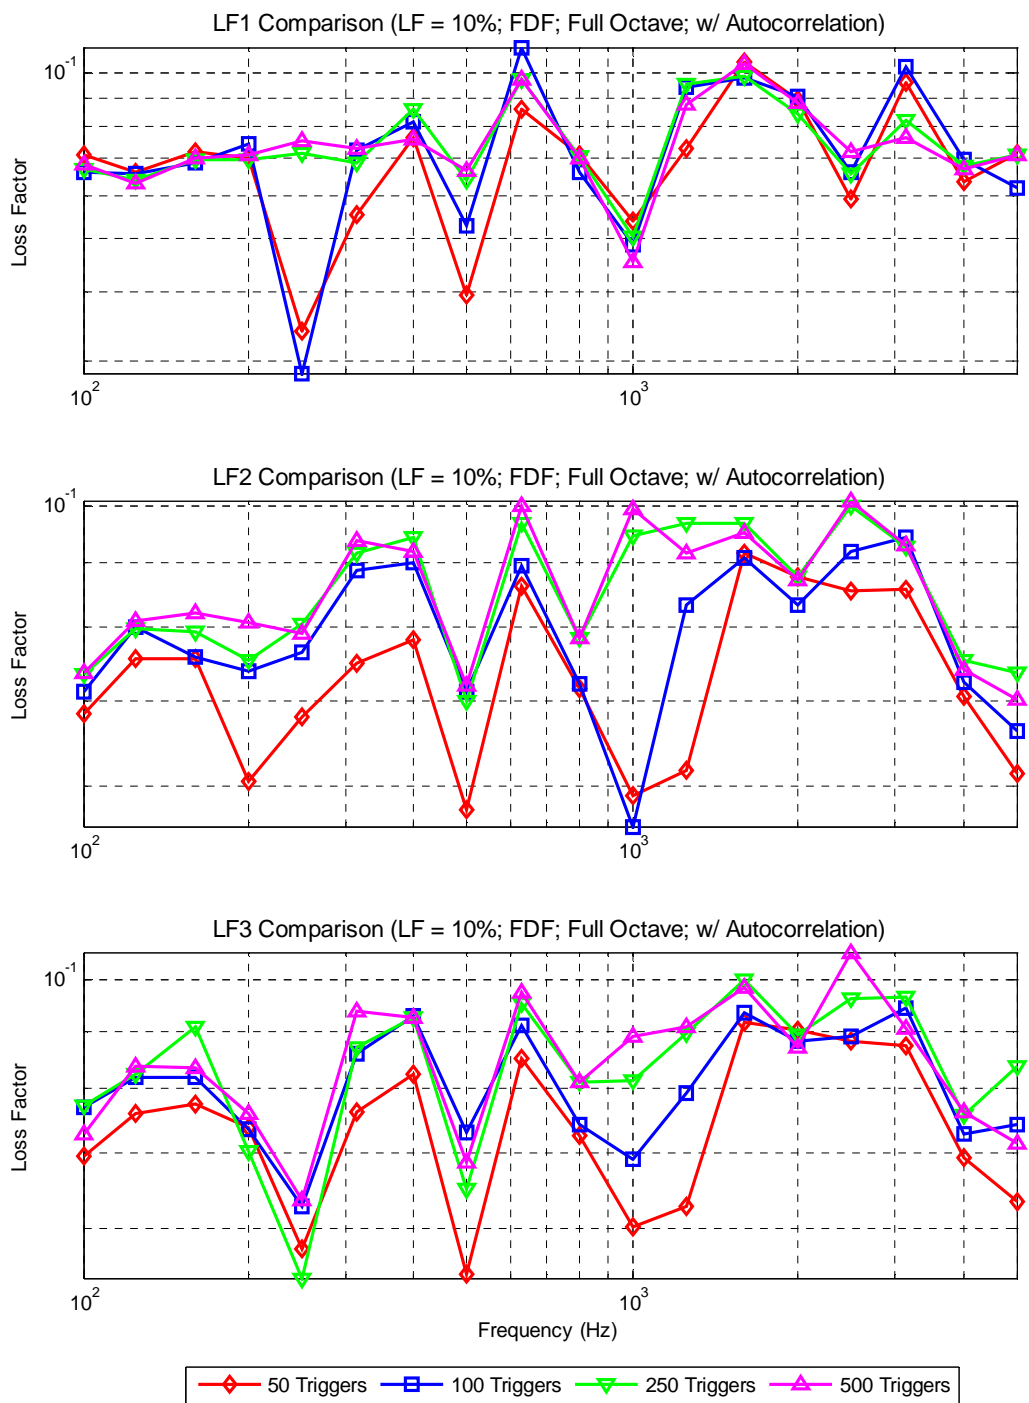 LF1 Comparison (LF = 10%; FDF; Full Octave; w/ Autocorrelation)
10^-1
Loss Factor
10^2
10^3
LF2 Comparison (LF = 10%; FDF; Full Octave; w/ Autocorrelation)
10^-1
Loss Factor
10^2
10^3
LF3 Comparison (LF = 10%; FDF; Full Octave; w/ Autocorrelation)
10^-1
Loss Factor
10^2
10^3
Frequency (Hz)
50 Triggers 100 Triggers 250 Triggers 500 Triggers